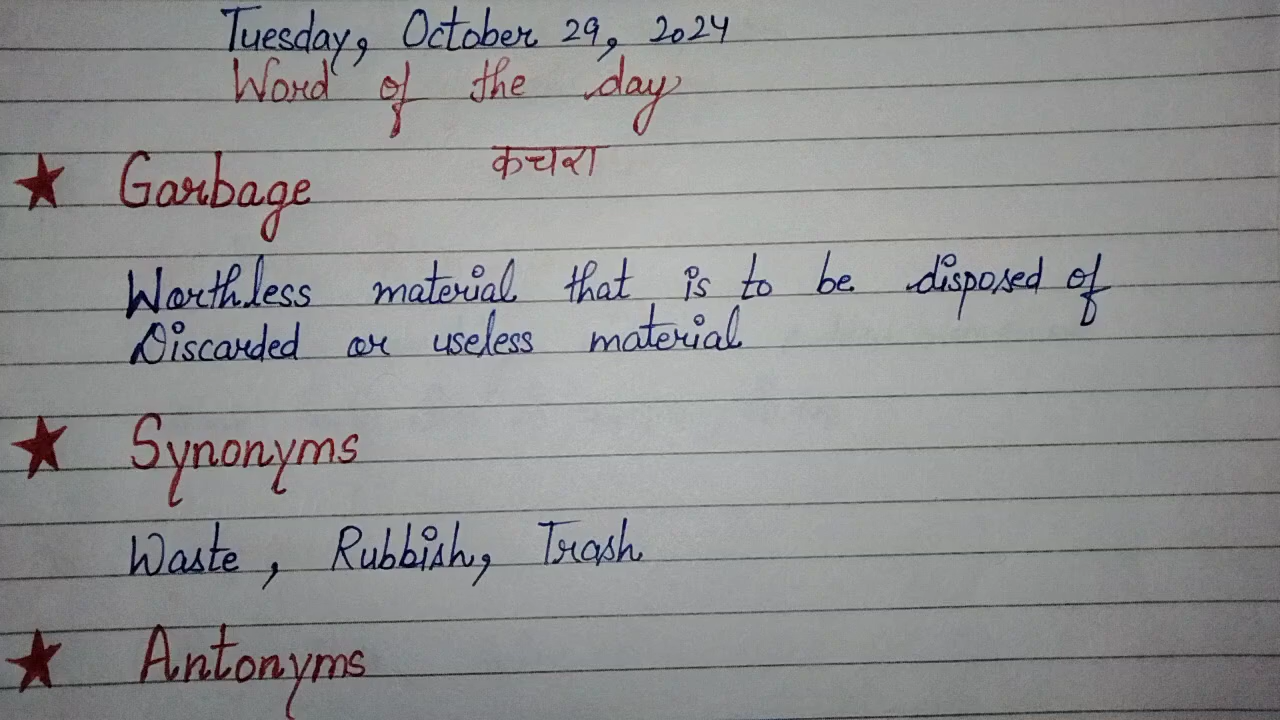 Tuesday, October 29, 2024
Word of the day
★ Garbage कचरा
Worthless material that is to be disposed of
Discarded or useless material
★ Synonyms
Waste, Rubbish, Trash
★ Antonyms